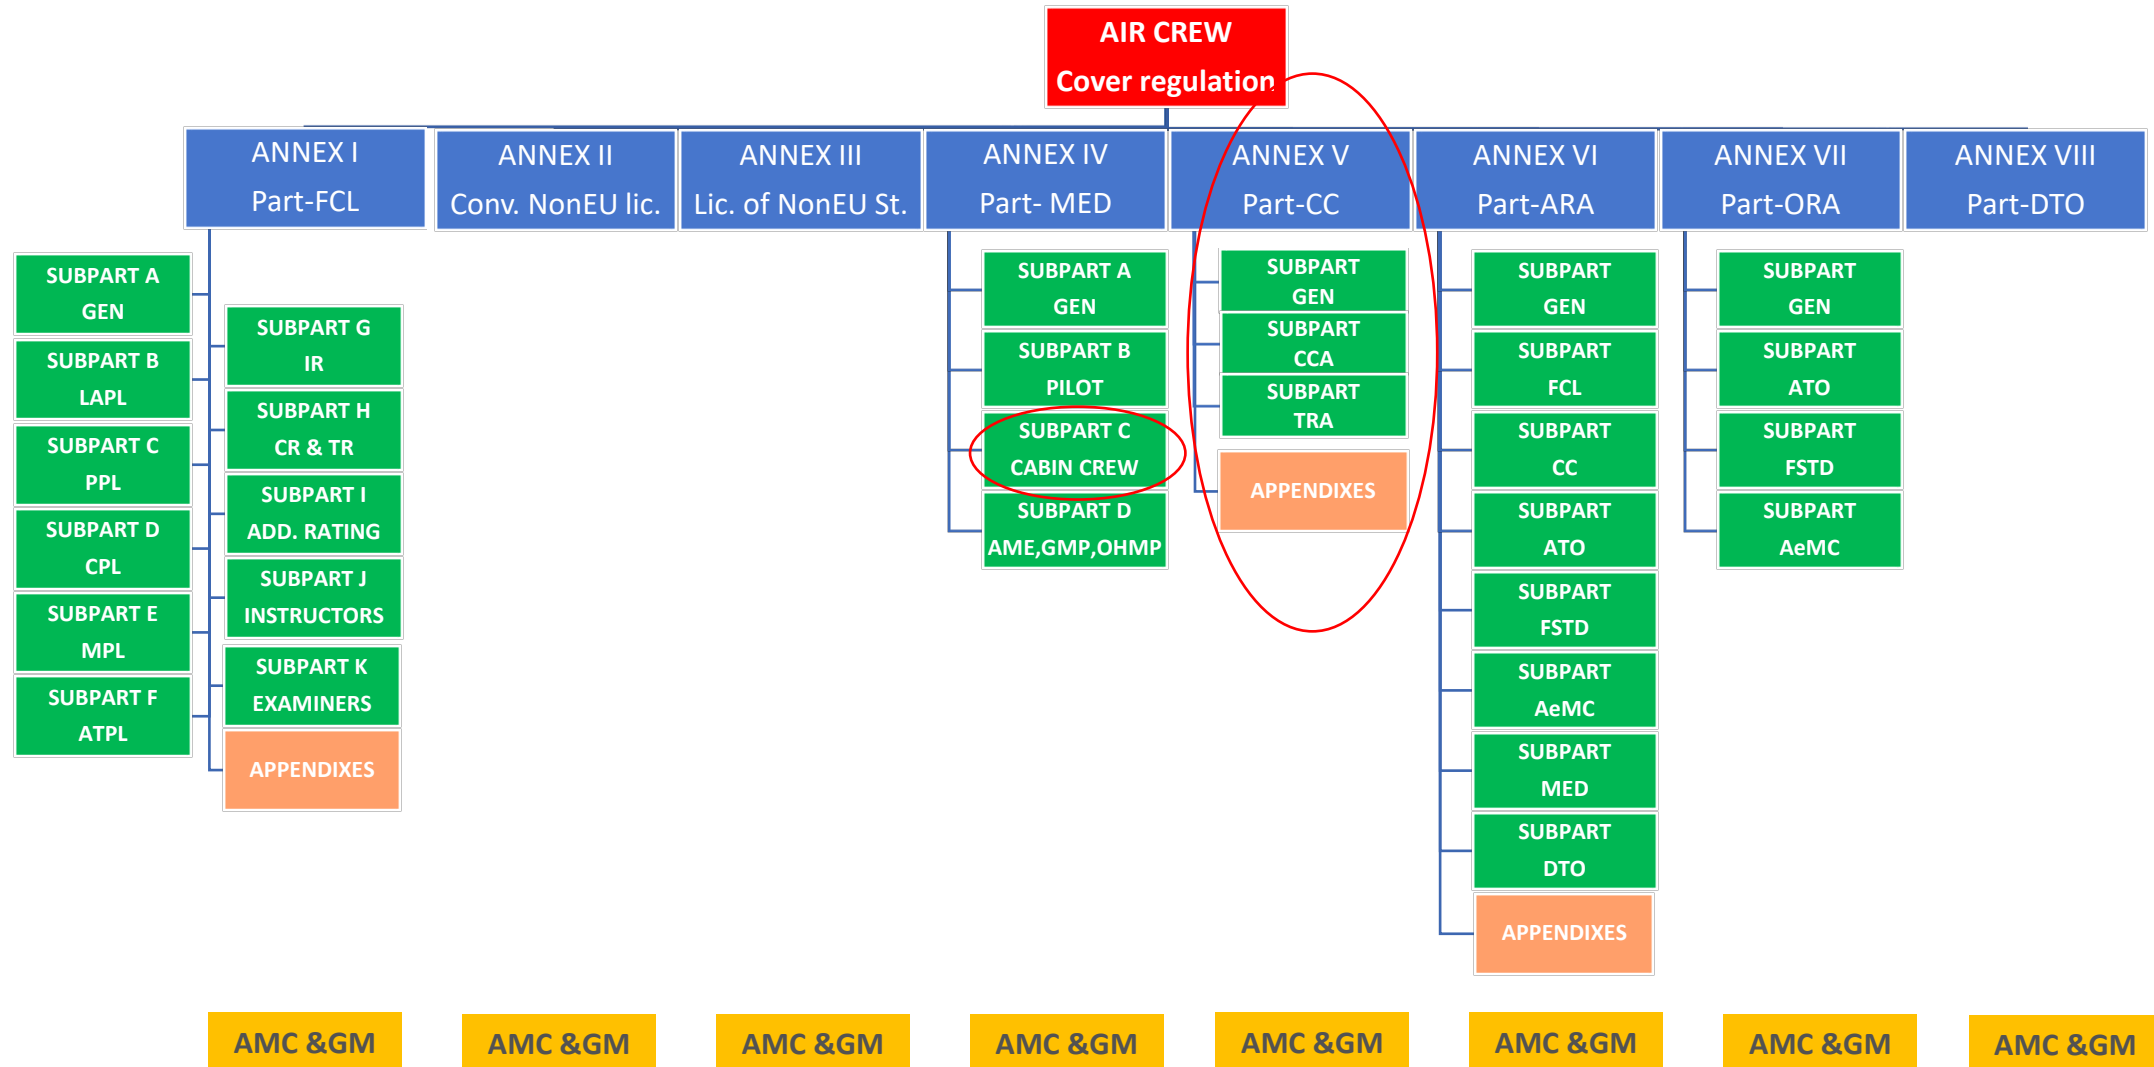 AIR CREW
Cover regulation
ANNEX I
Part-FCL
ANNEX II
Conv. NonEU lic.
ANNEX III
Lic. of NonEU St.
ANNEX IV
Part- MED
ANNEX V
Part-CC
ANNEX VI
Part-ARA
ANNEX VII
Part-ORA
ANNEX VIII
Part-DTO
SUBPART A
GEN
SUBPART B
LAPL
SUBPART C
PPL
SUBPART D
CPL
SUBPART E
MPL
SUBPART F
ATPL
SUBPART G
IR
SUBPART H
CR & TR
SUBPART I
ADD. RATING
SUBPART J
INSTRUCTORS
SUBPART K
EXAMINERS
APPENDIXES
SUBPART A
GEN
SUBPART B
PILOT
SUBPART C
CABIN CREW
SUBPART D
AME,GMP,OHMP
SUBPART
GEN
SUBPART
CCA
SUBPART
TRA
APPENDIXES
SUBPART
GEN
SUBPART
FCL
SUBPART
CC
SUBPART
ATO
SUBPART
FSTD
SUBPART
AeMC
SUBPART
MED
SUBPART
DTO
APPENDIXES
SUBPART
GEN
SUBPART
ATO
SUBPART
FSTD
SUBPART
AeMC
AMC &GM
AMC &GM
AMC &GM
AMC &GM
AMC &GM
AMC &GM
AMC &GM
AMC &GM